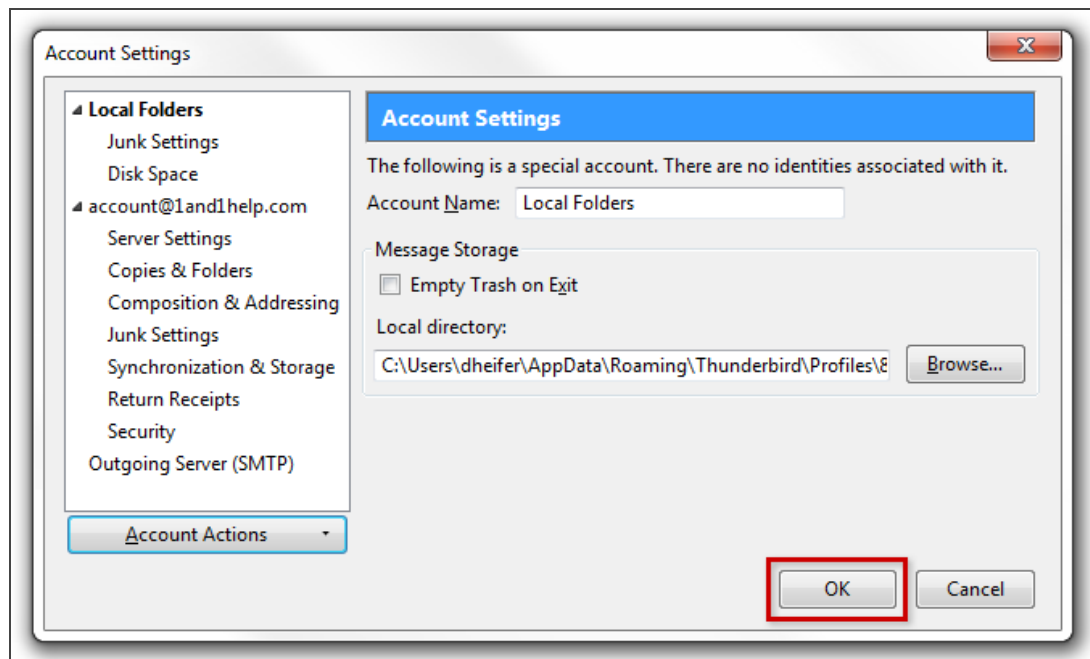 Account Settings
Local Folders
Junk Settings
Disk Space
account@1and1help.com
Server Settings
Copies & Folders
Composition & Addressing
Junk Settings
Synchronization & Storage
Return Receipts
Security
Outgoing Server (SMTP)
Account Actions
Account Settings
The following is a special account. There are no identities associated with it.
Account Name: Local Folders
Message Storage
Empty Trash on Exit
Local directory:
C:\Users\dheifer\AppData\Roaming\Thunderbird\Profiles\8 Browse...
OK Cancel